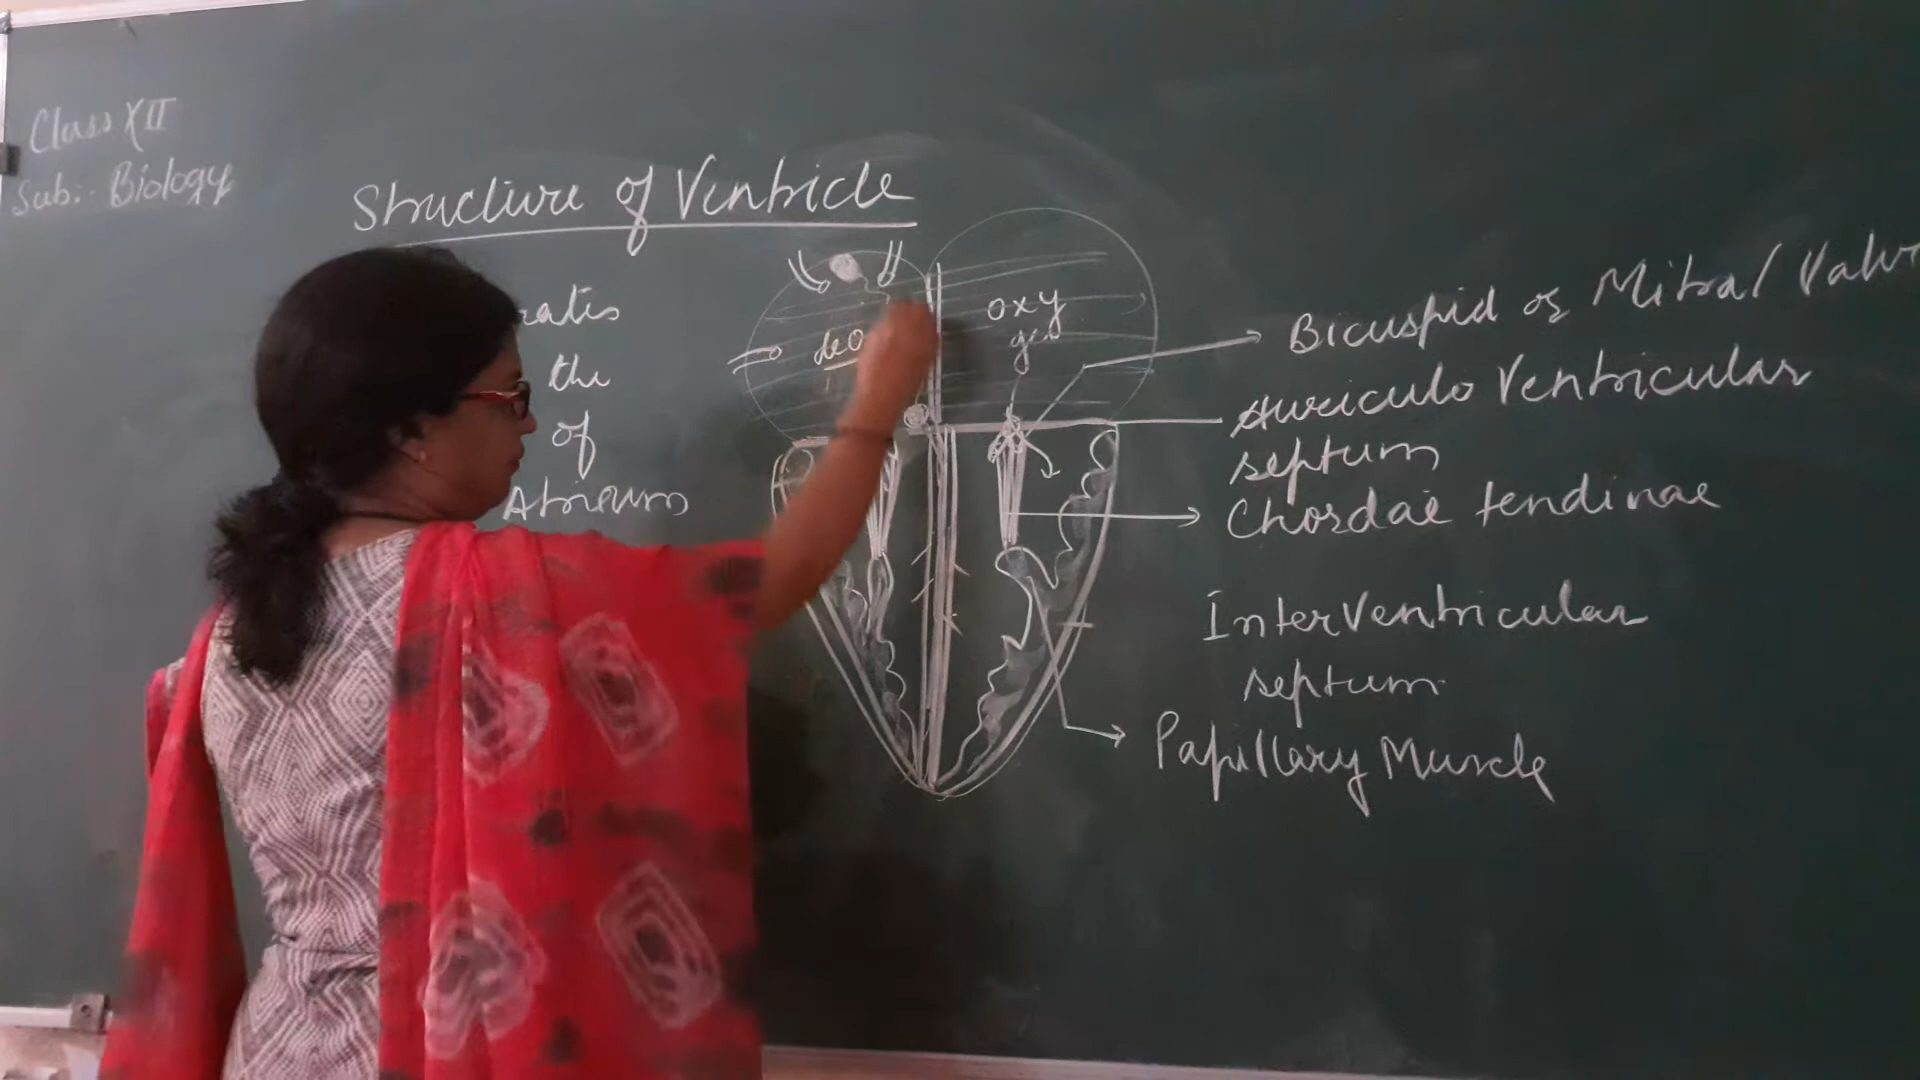 Class XII
Sub:- Biology
Structure of Ventricle
the
of
Atrium
deo
oxy
gen
Bicuspid or Mitral Valve
Auriculo Ventricular
septum
Chordae tendinae
InterVentricular
septum
Papillary Muscle